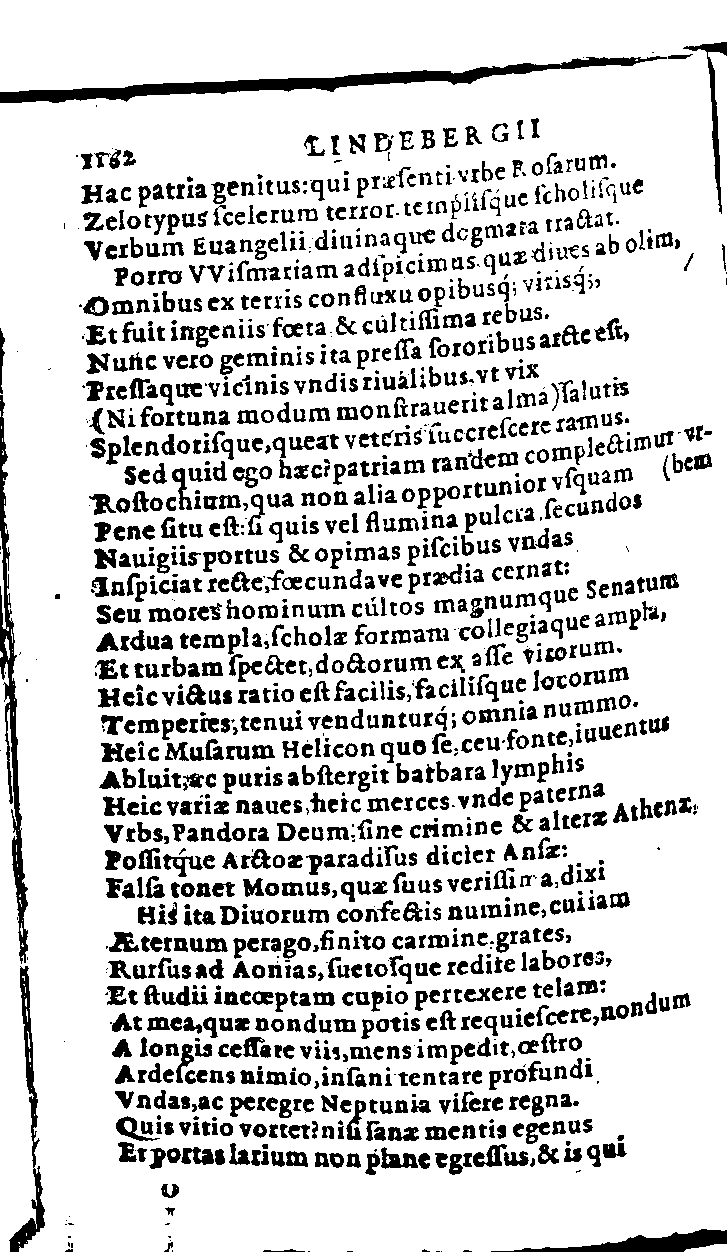 1162 LINDEBERGII
Hac patria genitus: qui præsenti vrbe Rosarum.
Zelotypus scelerum terror. templisq́ue scholisque
Verbum Euangelii, diuinaque dogmata tractat.
Porro VVismariam adspicimus. quæ diues ab olim,
Omnibus ex terris confluxu opibusq́; virisq́;,
Et fuit ingeniis fœta & cultissima rebus.
Nunc vero geminis ita pressa sororibus arcte est,
Pressaque vicinis vndis riualibus, vt vix
(Ni fortuna modum monstrauerit alma) salutis
Splendorisque, queat veteris succrescere ramus.
Sed quid ego hæc? patriam tandem complectimur vr-
Rostochium, qua non alia opportunior vsquam (bem
Pene situ est: si quis vel flumina pulcra, secundos
Nauigiis portus & opimas piscibus vndas
Inspiciat recte, fœcundave prædia cernat:
Seu mores hominum cultos magnumque Senatum
Ardua templa, scholæ formam collegiaque ampla,
Et turbam spectet, doctorum ex asse virorum.
Heic victus ratio est facilis, facilisque locorum
Temperies, tenui vendunturq́; omnia nummo.
Heic Musarum Helicon quo se, ceu fonte, iuuentus
Abluit, ac puris abstergit barbara lymphis
Heic variæ naues, heic merces. vnde paterna
Vrbs, Pandora Deum, sine crimine & alteræ Athenæ,
Possitq́ue Arctoæ paradisus dicier Ansæ:
Falsa tonet Momus, quæ suus verissima, dixi
His ita Diuorum confectis numine, cui iam
Æternum perago, finito carmine, grates,
Rursus ad Aonias, suetosque redire labores,
Et studii incœptam cupio pertexere telam:
At mea, quæ nondum potis est requiescere, nondum
A longis cessare viis, mens impedit, œstro
Ardescens nimio, insani tentare profundi
Vndas, ac peregre Neptunia visere regna.
Quis vitio vortet? nisi sanæ mentis egenus
Et portas larium non plane egressus, & is qui